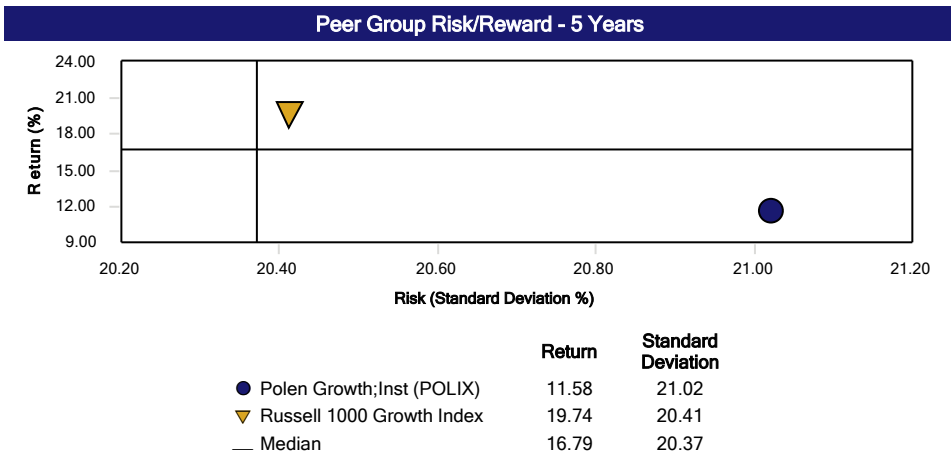 Peer Group Risk/Reward - 5 Years
24.00
21.00
18.00
15.00
12.00
9.00
R eturn (%)
20.20 20.40 20.60 20.80 21.00 21.20
Risk (Standard Deviation %)
Return Standard Deviation
Polen Growth;Inst (POLIX) 11.58 21.02
Russell 1000 Growth Index 19.74 20.41
Median 16.79 20.37